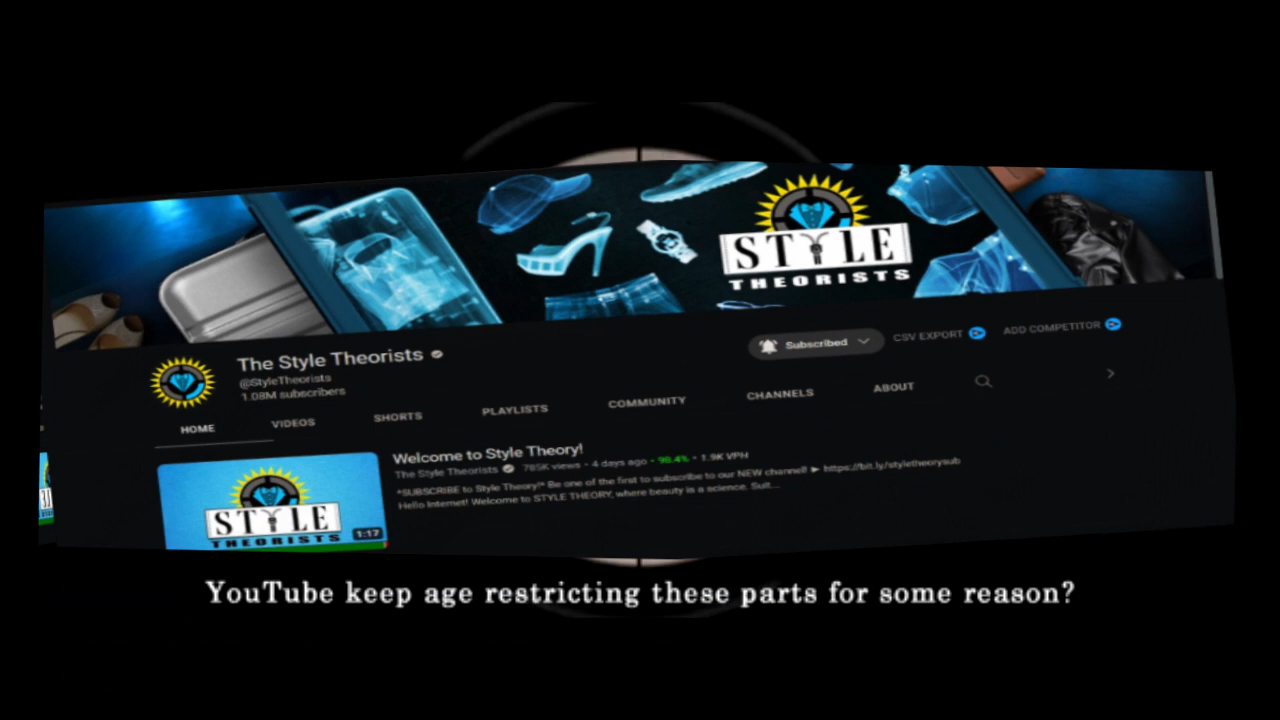 STYLE
THEORISTS
The Style Theorists
@StyleTheorists
1.08M subscribers
Subscribed
CSV EXPORT
ADD COMPETITOR
HOME
VIDEOS
SHORTS
PLAYLISTS
COMMUNITY
CHANNELS
ABOUT
STYLE
THEORISTS
1:17
Welcome to Style Theory!
The Style Theorists 785K views • 4 days ago • 98.4% • 1.9K VPH
*SUBSCRIBE to Style Theory!* Be one of the first to subscribe to our NEW channel! ► https://bit.ly/styletheorysub
Hello Internet! Welcome to STYLE THEORY, where beauty is a science. Suit...
YouTube keep age restricting these parts for some reason?